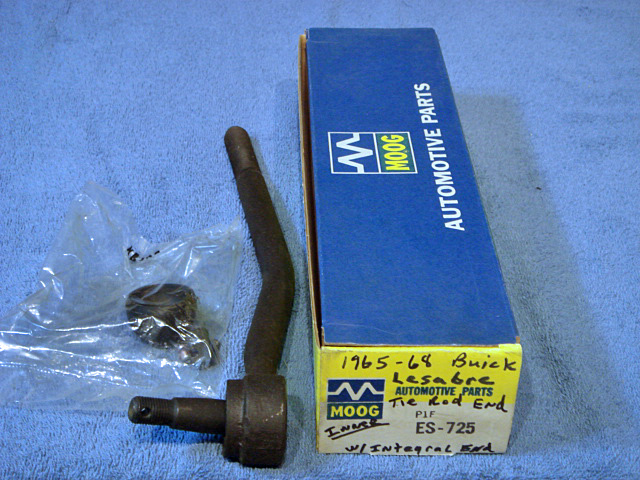 MOOG
AUTOMOTIVE PARTS
1965-68 Buick
Lesabre
AUTOMOTIVE PARTS
Tie Rod End
MOOG
P1F
Inner
ES-725
w/ Integral End